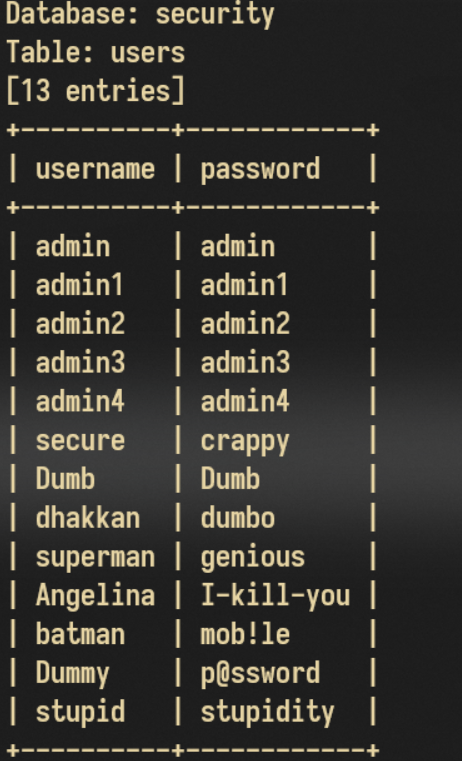 Database: security
Table: users
[13 entries]
+----------+------------+
| username | password   |
+----------+------------+
| admin    | admin      |
| admin1   | admin1     |
| admin2   | admin2     |
| admin3   | admin3     |
| admin4   | admin4     |
| secure   | crappy     |
| Dumb     | Dumb       |
| dhakkan  | dumbo      |
| superman | genious    |
| Angelina | I-kill-you |
| batman   | mob!le     |
| Dummy    | p@ssword   |
| stupid   | stupidity  |
+----------+------------+